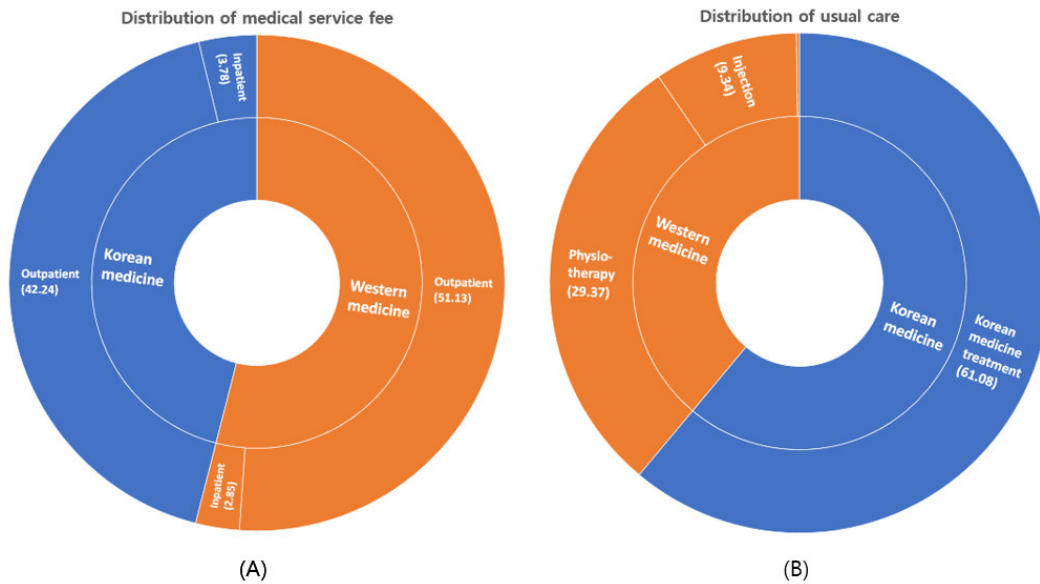 Distribution of medical service fee
Inpatient
(3.78)
Korean
medicine
Outpatient
(42.24)
Western
medicine
Outpatient
(51.13)
Inpatient
(2.85)
(A)
Distribution of usual care
Injection
(9.34)
Western
medicine
Physio-
therapy
(29.37)
Korean
medicine
Korean
medicine
treatment
(61.08)
(B)